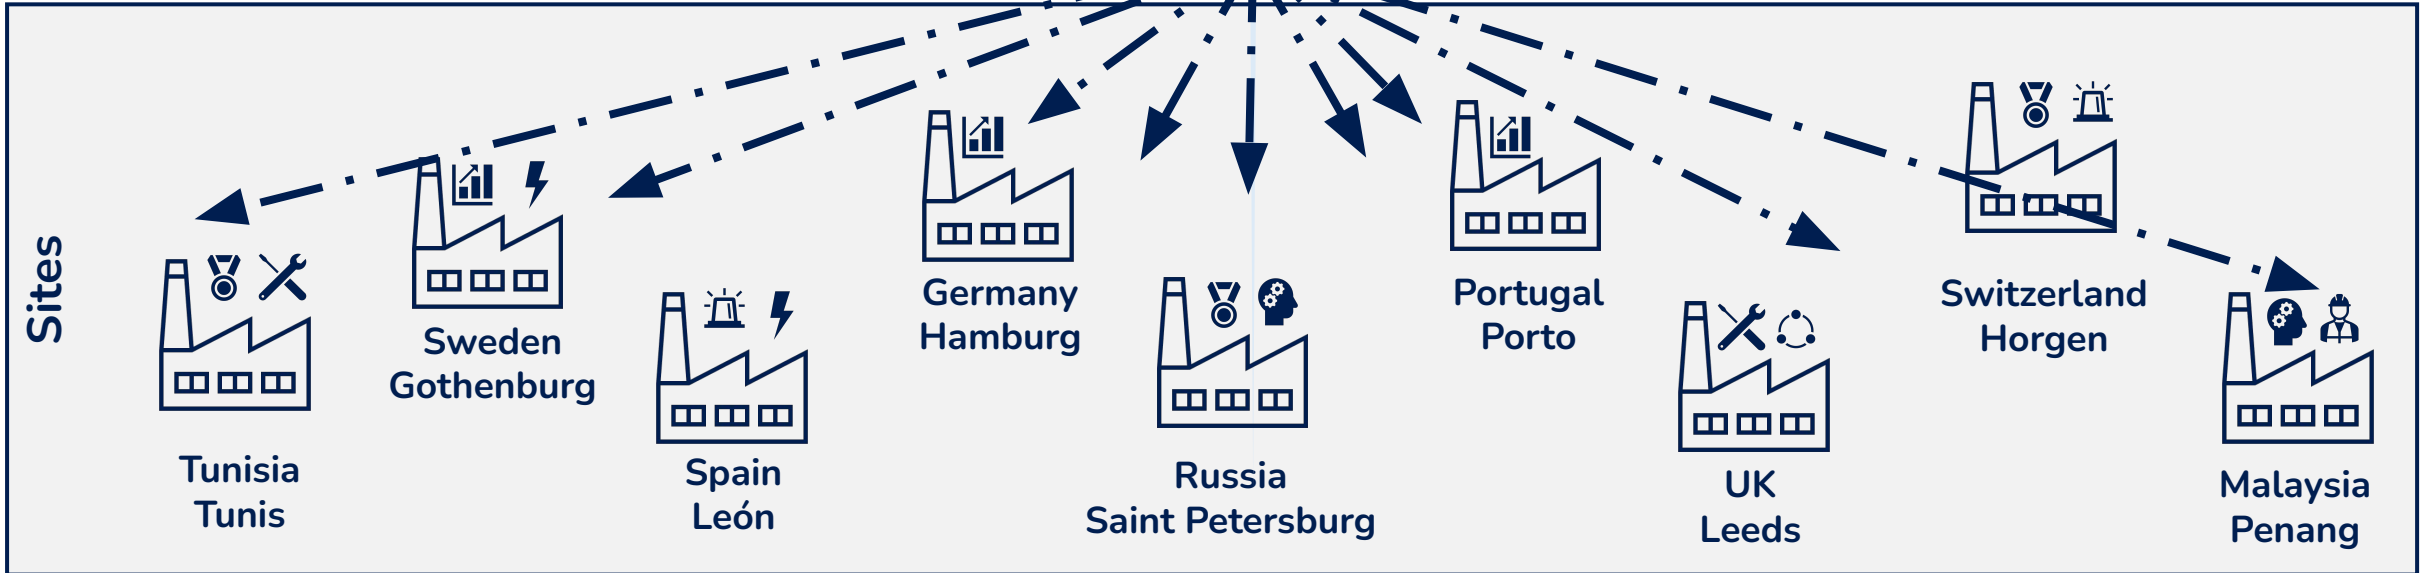 Sites
Tunisia
Tunis
Sweden
Gothenburg
Spain
León
Germany
Hamburg
Russia
Saint Petersburg
Portugal
Porto
UK
Leeds
Switzerland
Horgen
Malaysia
Penang